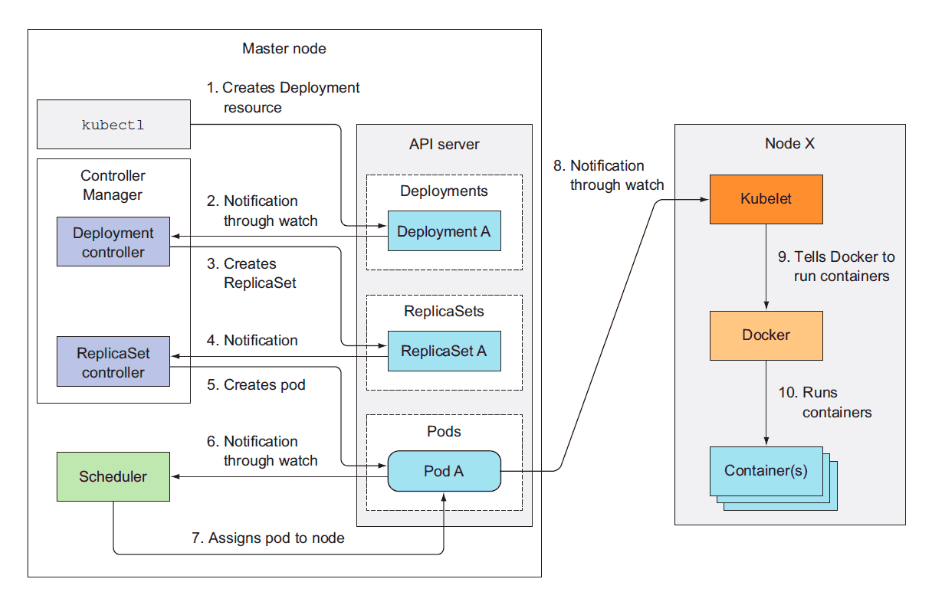 Master node
1. Creates Deployment
resource
kubectl
API server
Controller
Manager
Deployments
2. Notification
through watch
Deployment
controller
Deployment A
3. Creates
ReplicaSet
ReplicaSets
4. Notification
ReplicaSet
controller
ReplicaSet A
5. Creates pod
Pods
6. Notification
through watch
Scheduler
Pod A
7. Assigns pod to node
8. Notification
through watch
Node X
Kubelet
9. Tells Docker to
run containers
Docker
10. Runs
containers
Container(s)